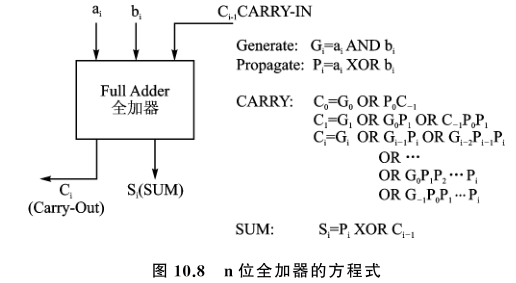 aᵢ bᵢ Cᵢ₋₁CARRY-IN
Generate: Gᵢ=aᵢ AND bᵢ
Propagate: Pᵢ=aᵢ XOR bᵢ
Full Adder
全加器
CARRY: C₀=G₀ OR P₀C₋₁
C₁=G₁ OR G₀P₁ OR C₋₁P₀P₁
Cᵢ=Gᵢ OR Gᵢ₋₁Pᵢ OR Gᵢ₋₂Pᵢ₋₁Pᵢ
OR ⋯
OR G₀P₁P₂ ⋯ Pᵢ
OR G₋₁P₀P₁ ⋯ Pᵢ
Cᵢ
(Carry-Out)
Sᵢ(SUM)
SUM: Sᵢ=Pᵢ XOR Cᵢ₋₁
图 10.8 n 位全加器的方程式